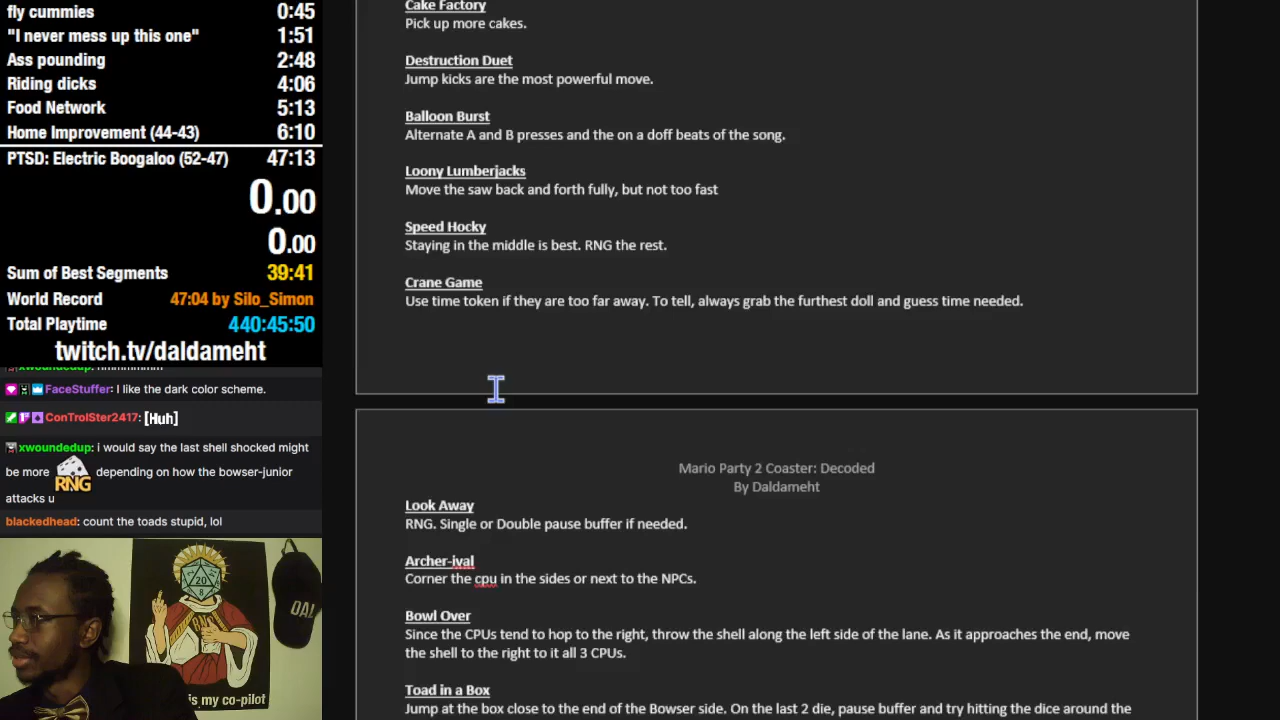 fly cummies 0:45
"I never mess up this one" 1:51
Ass pounding 2:48
Riding dicks 4:06
Food Network 5:13
Home Improvement (44-43) 6:10
PTSD: Electric Boogaloo (52-47) 47:13
0.00
0.00
Sum of Best Segments 39:41
World Record 47:04 by Silo_Simon
Total Playtime 440:45:50
twitch.tv/daldameht
FaceStuffer: I like the dark color scheme.
ConTrolSter2417: [Huh]
xwoundedup: i would say the last shell shocked might
be more RNG depending on how the bowser-junior
attacks u
blackedhead: count the toads stupid, lol
20
8
RNG
DAL
is my co-pilot
Cake Factory
Pick up more cakes.
Destruction Duet
Jump kicks are the most powerful move.
Balloon Burst
Alternate A and B presses and the on a doff beats of the song.
Loony Lumberjacks
Move the saw back and forth fully, but not too fast
Speed Hocky
Staying in the middle is best. RNG the rest.
Crane Game
Use time token if they are too far away. To tell, always grab the furthest doll and guess time needed.
Mario Party 2 Coaster: Decoded
By Daldameht
Look Away
RNG. Single or Double pause buffer if needed.
Archer-ival
Corner the cpu in the sides or next to the NPCs.
Bowl Over
Since the CPUs tend to hop to the right, throw the shell along the left side of the lane. As it approaches the end, move
the shell to the right to it all 3 CPUs.
Toad in a Box
Jump at the box close to the end of the Bowser side. On the last 2 die, pause buffer and try hitting the dice around the